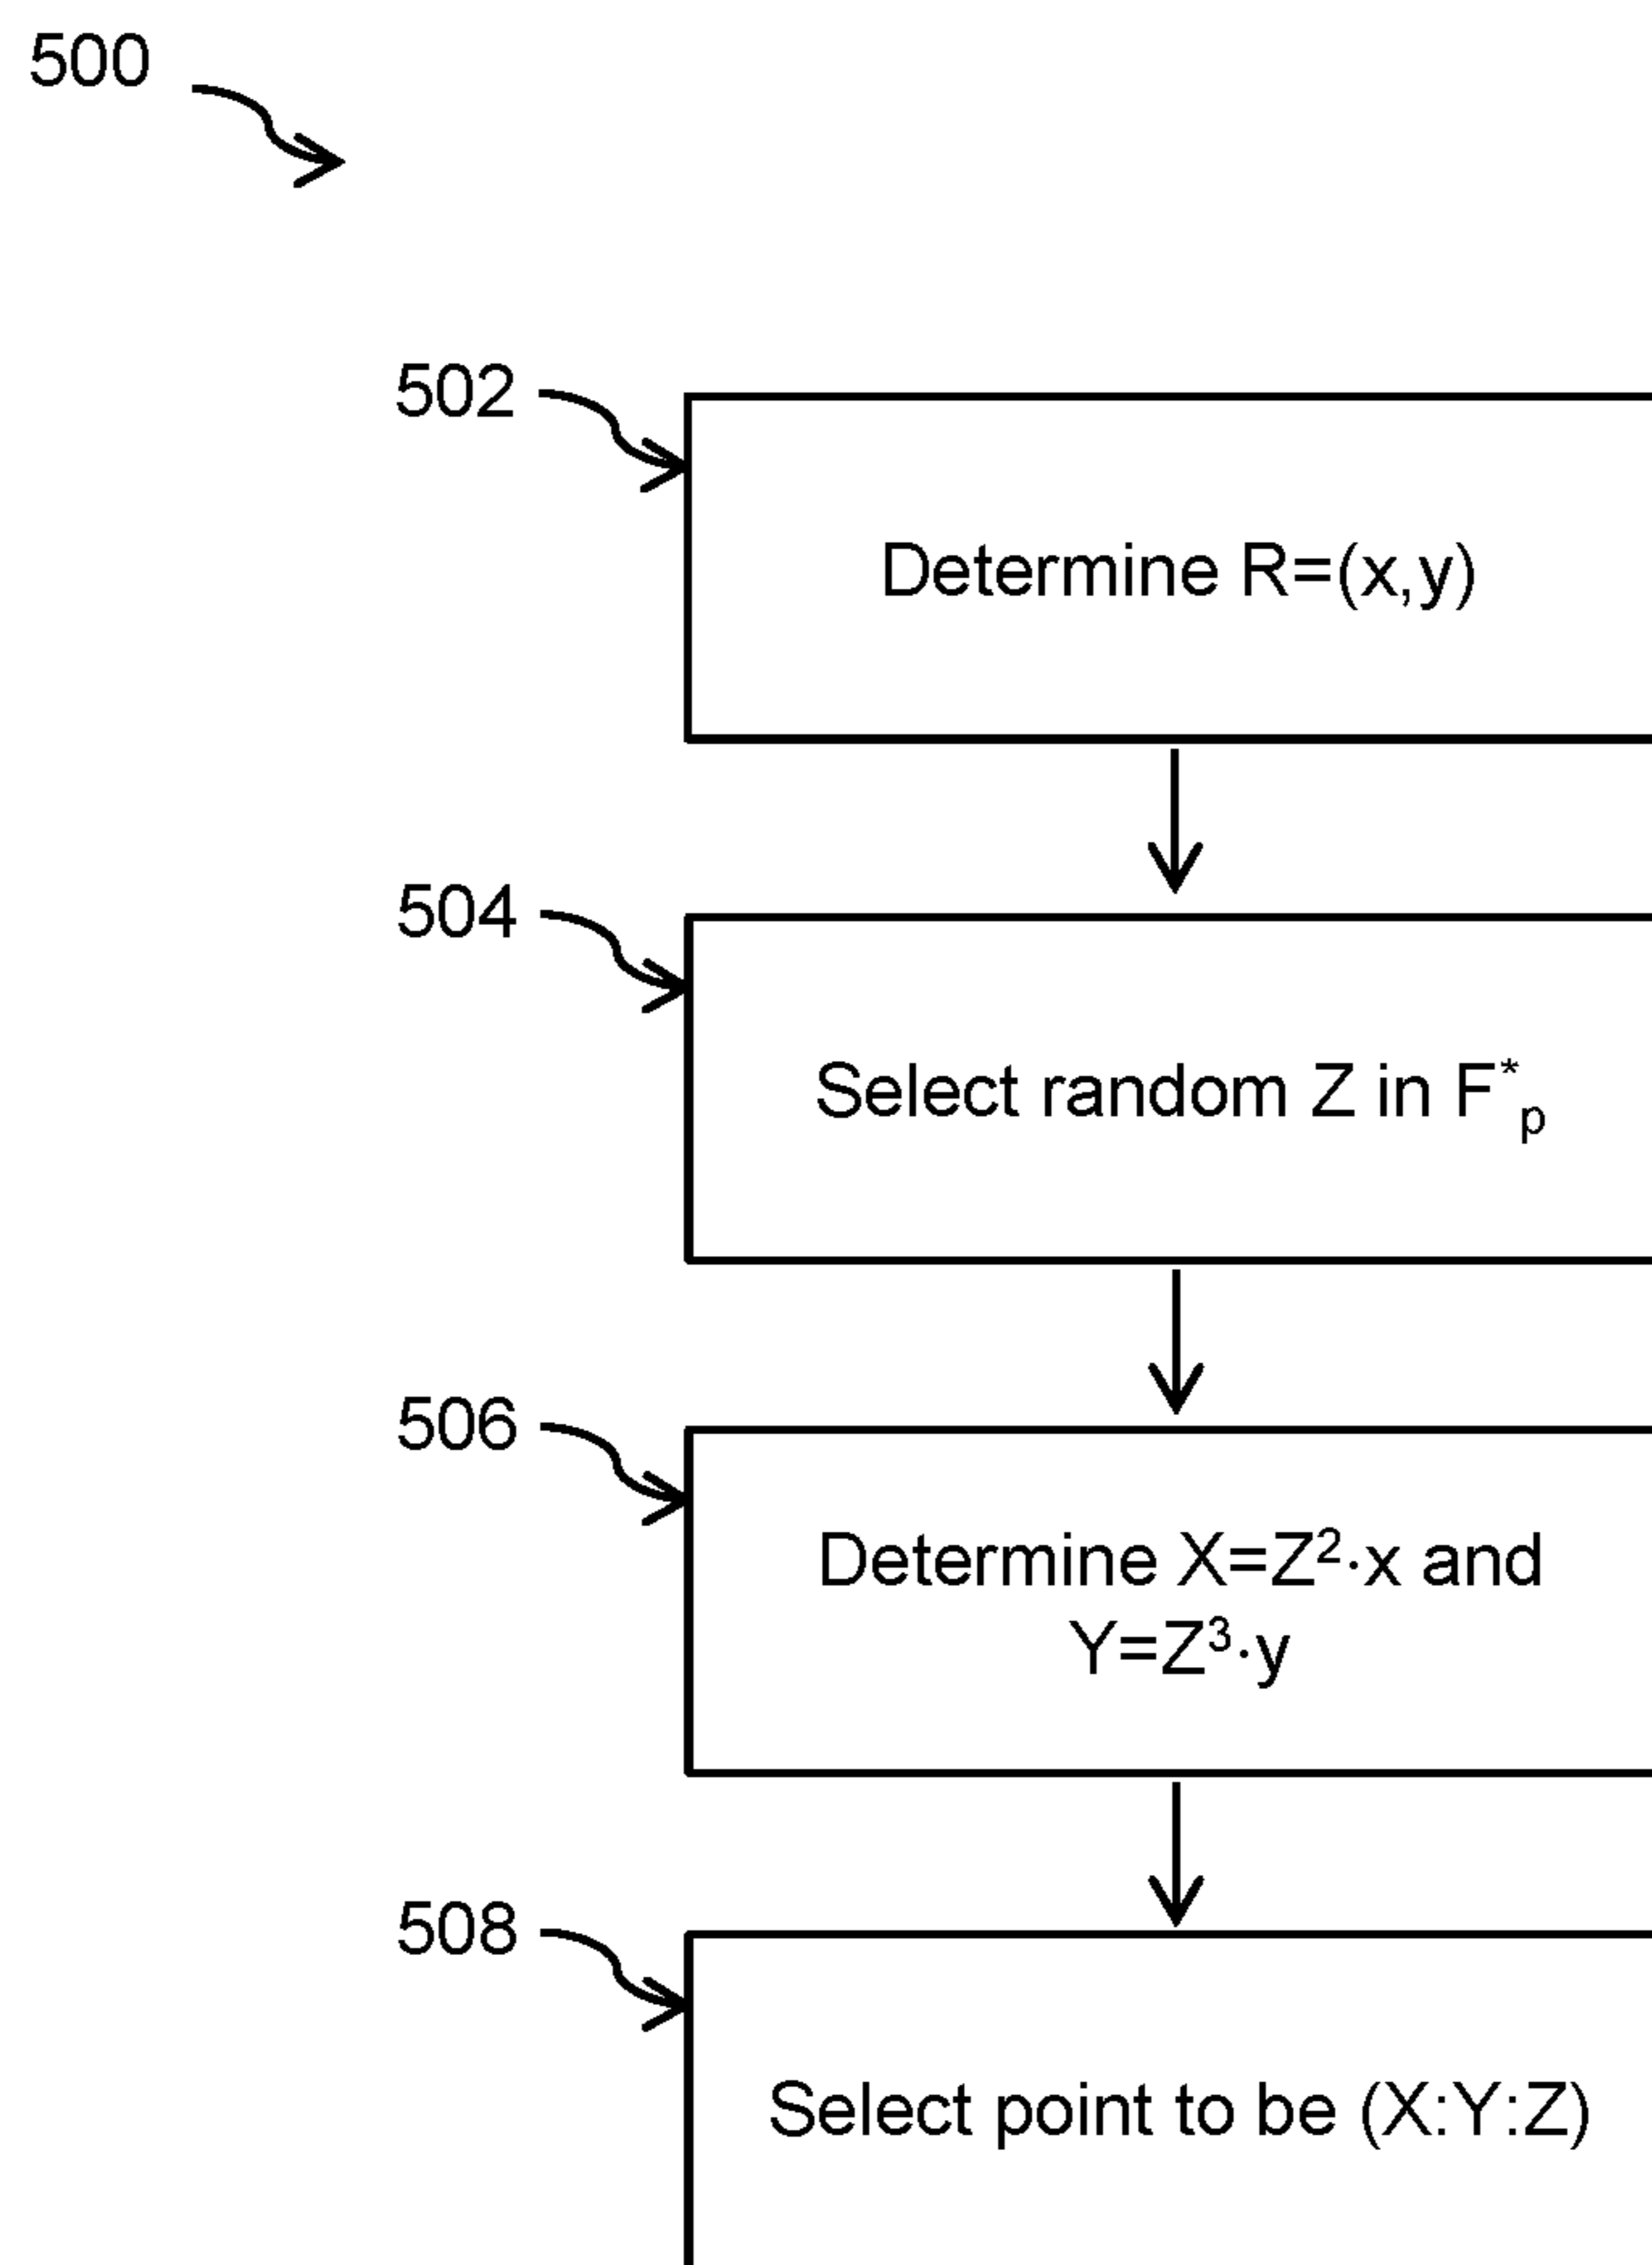 500
502
Determine R=(x,y)
504
Select random Z in F*p
506
Determine X=Z²·x and
Y=Z³·y
508
Select point to be (X:Y:Z)